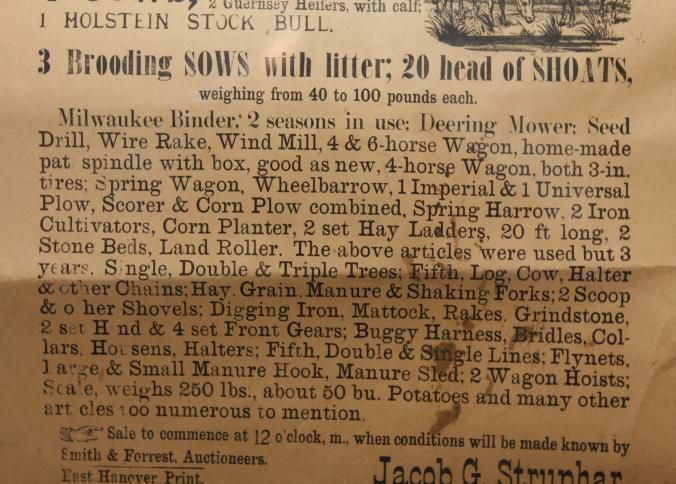 2 Guernsey Heifers, with calf;
1 HOLSTEIN STOCK BULL.
3 Brooding SOWS with litter; 20 head of SHOATS,
weighing from 40 to 100 pounds each.
Milwaukee Binder, 2 seasons in use; Deering Mower; Seed
Drill, Wire Rake, Wind Mill, 4 & 6-horse Wagon, home-made
pat. spindle with box, good as new, 4-horse Wagon, both 3-in.
tires; Spring Wagon, Wheelbarrow, 1 Imperial & 1 Universal
Plow, Scorer & Corn Plow combined, Spring Harrow. 2 Iron
Cultivators, Corn Planter, 2 set Hay Ladders, 20 ft long, 2
Stone Beds, Land Roller. The above articles were used but 3
years. Single, Double & Triple Trees; Fifth, Log, Cow, Halter
& other Chains; Hay. Grain. Manure & Shaking Forks; 2 Scoop
& other Shovels; Digging Iron, Mattock, Rakes. Grindstone,
2 set Hind & 4 set Front Gears; Buggy Harness, Bridles, Col-
lars, Housens, Halters; Fifth, Double & Single Lines; Flynets,
Large & Small Manure Hook, Manure Sled; 2 Wagon Hoists;
Scale, weighs 250 lbs., about 50 bu. Potatoes and many other
articles too numerous to mention.
Sale to commence at 12 o'clock, m., when conditions will be made known by
Smith & Forrest, Auctioneers.
East Hanover Print.
Jacob G. Struphar